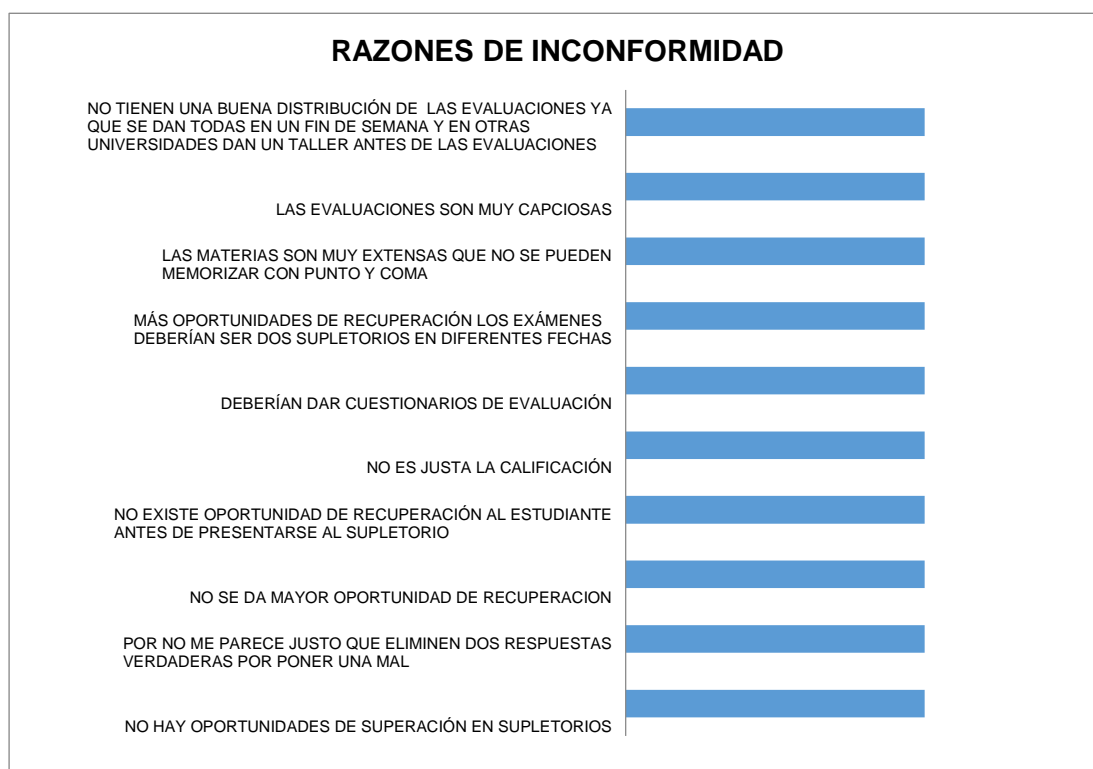 RAZONES DE INCONFORMIDAD
NO TIENEN UNA BUENA DISTRIBUCIÓN DE LAS EVALUACIONES YA
QUE SE DAN TODAS EN UN FIN DE SEMANA Y EN OTRAS
UNIVERSIDADES DAN UN TALLER ANTES DE LAS EVALUACIONES
LAS EVALUACIONES SON MUY CAPCIOSAS
LAS MATERIAS SON MUY EXTENSAS QUE NO SE PUEDEN
MEMORIZAR CON PUNTO Y COMA
MÁS OPORTUNIDADES DE RECUPERACIÓN LOS EXÁMENES
DEBERÍAN SER DOS SUPLETORIOS EN DIFERENTES FECHAS
DEBERÍAN DAR CUESTIONARIOS DE EVALUACIÓN
NO ES JUSTA LA CALIFICACIÓN
NO EXISTE OPORTUNIDAD DE RECUPERACIÓN AL ESTUDIANTE
ANTES DE PRESENTARSE AL SUPLETORIO
NO SE DA MAYOR OPORTUNIDAD DE RECUPERACION
POR NO ME PARECE JUSTO QUE ELIMINEN DOS RESPUESTAS
VERDADERAS POR PONER UNA MAL
NO HAY OPORTUNIDADES DE SUPERACIÓN EN SUPLETORIOS